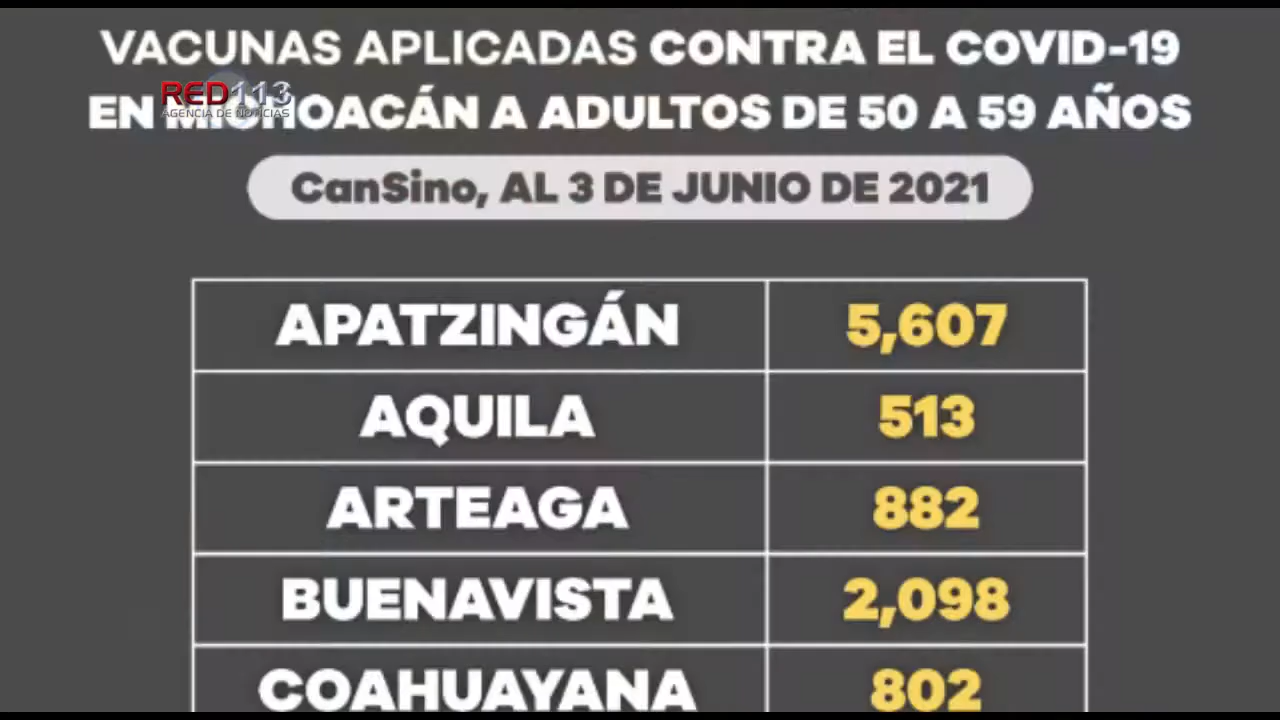 VACUNAS APLICADAS CONTRA EL COVID-19
RED113
AGENCIA DE NOTICIAS
EN MICHOACÁN A ADULTOS DE 50 A 59 AÑOS
CanSino, AL 3 DE JUNIO DE 2021
APATZINGÁN 5,607
AQUILA 513
ARTEAGA 882
BUENAVISTA 2,098
COAHUAYANA 802